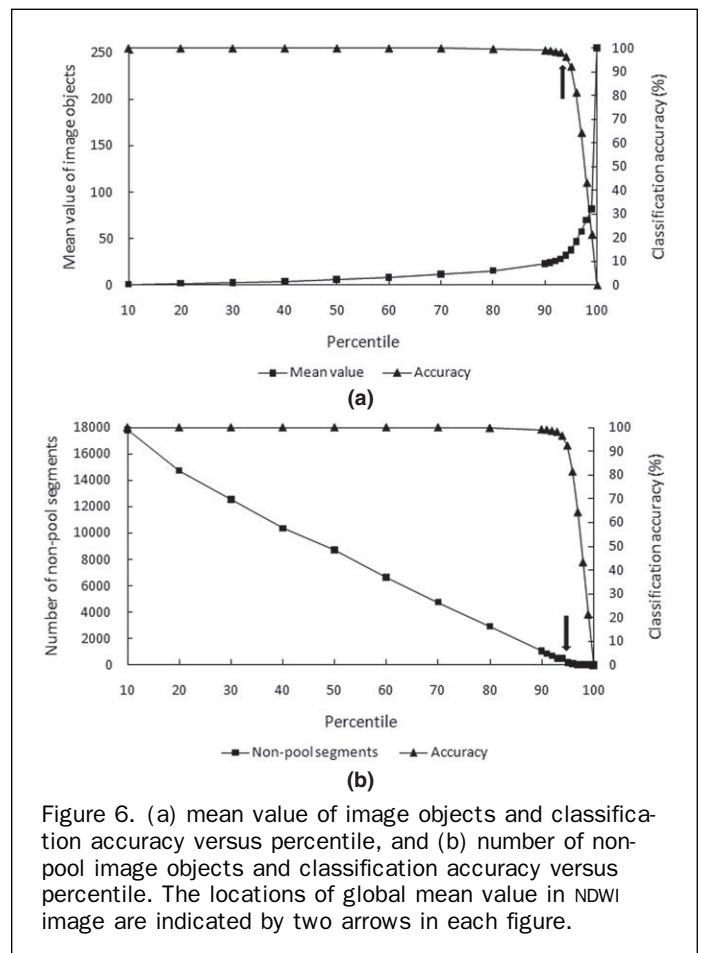 250
200
150
100
50
0
Mean value of image objects
100
90
80
70
60
50
40
30
20
10
0
Classification accuracy (%)
10 20 30 40 50 60 70 80 90 100
Percentile
Mean value Accuracy
(a)
18000
16000
14000
12000
10000
8000
6000
4000
2000
0
Number of non-pool segments
100
90
80
70
60
50
40
30
20
10
0
Classification accuracy (%)
10 20 30 40 50 60 70 80 90 100
Percentile
Non-pool segments Accuracy
(b)
Figure 6. (a) mean value of image objects and classifica-
tion accuracy versus percentile, and (b) number of non-
pool image objects and classification accuracy versus
percentile. The locations of global mean value in NDWI
image are indicated by two arrows in each figure.